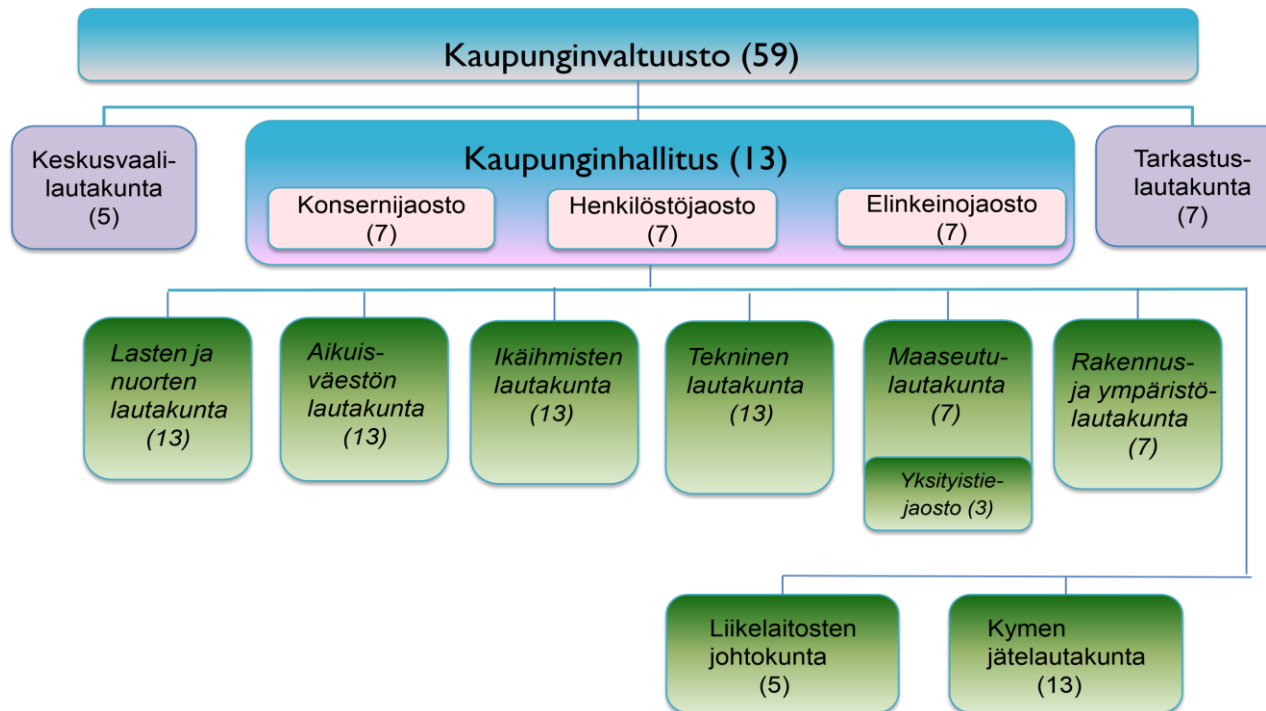 Kaupunginvaltuusto (59)
Keskusvaali-
lautakunta
(5)
Kaupunginhallitus (13)
Konsernijaosto
(7)
Henkilöstöjaosto
(7)
Elinkeinojaosto
(7)
Tarkastus-
lautakunta
(7)
Lasten ja
nuorten
lautakunta
(13)
Aikuis-
väestön
lautakunta
(13)
Ikäihmisten
lautakunta
(13)
Tekninen
lautakunta
(13)
Maaseutu-
lautakunta
(7)
Yksityistie-
jaosto (3)
Rakennus-
ja ympäristö-
lautakunta
(7)
Liikelaitosten
johtokunta
(5)
Kymen
jätelautakunta
(13)